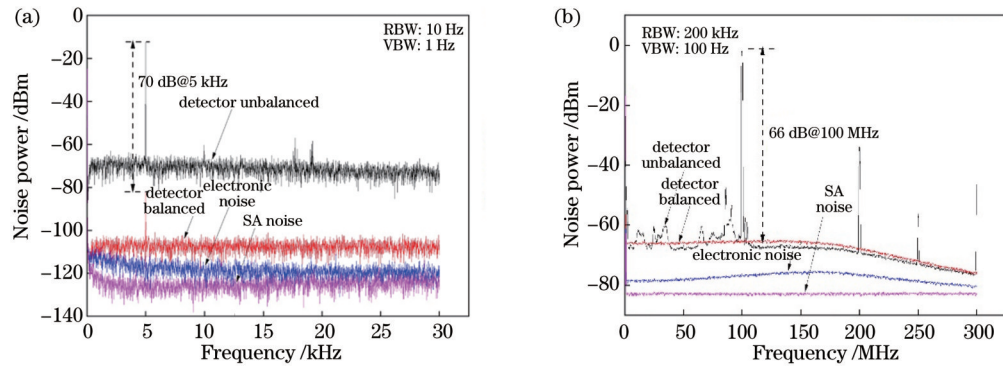 (a)
RBW: 10 Hz
VBW: 1 Hz
70 dB@5 kHz
detector unbalanced
detector
balanced
electronic
noise
SA noise
Noise power /dBm
0
−20
−40
−60
−80
−100
−120
−140
0
5
10
15
20
25
30
Frequency /kHz
(b)
RBW: 200 kHz
VBW: 100 Hz
66 dB@100 MHz
detector
unbalanced
detector
balanced
SA
noise
electronic noise
Noise power /dBm
0
−20
−40
−60
−80
0
50
100
150
200
250
300
Frequency /MHz